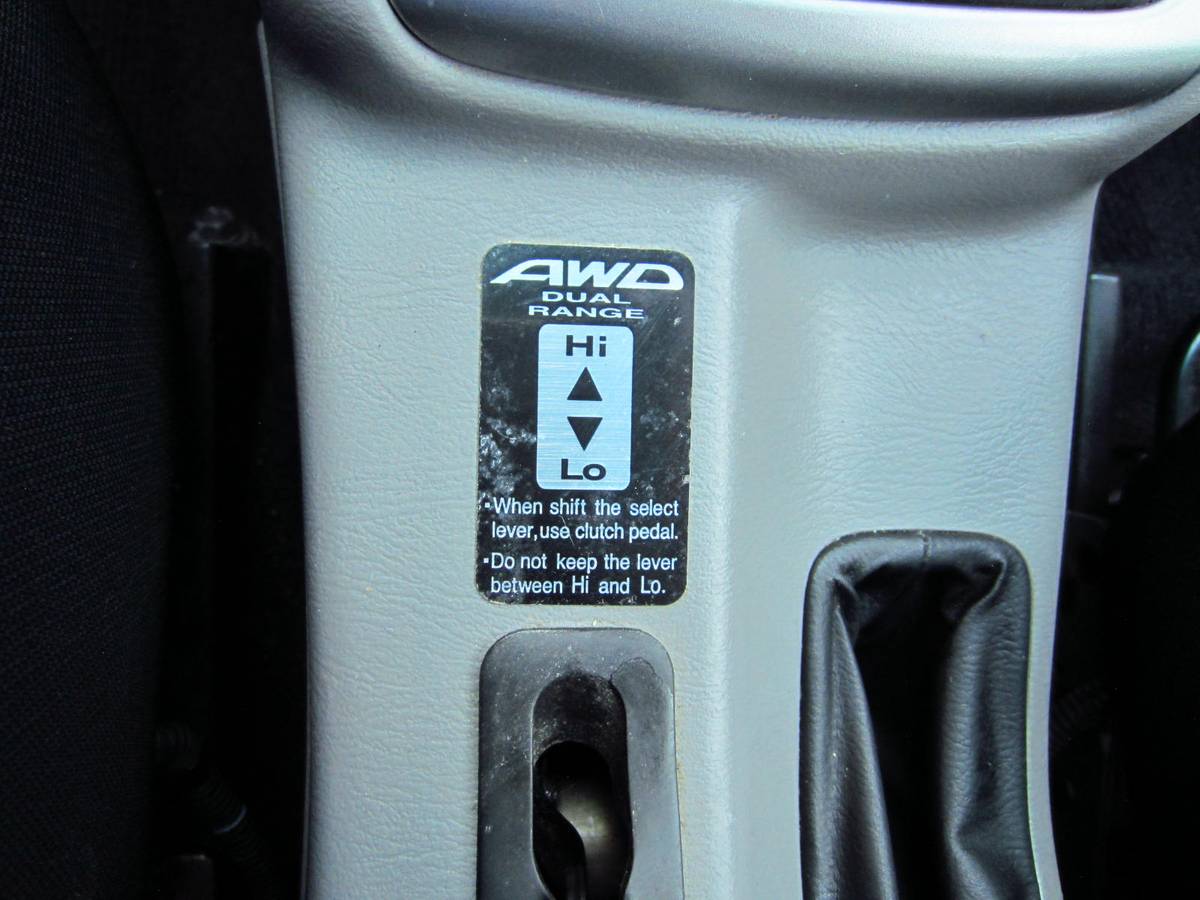 AWD
DUAL
RANGE
Hi
Lo
·When shift the select
lever,use clutch pedal.
·Do not keep the lever
between Hi and Lo.